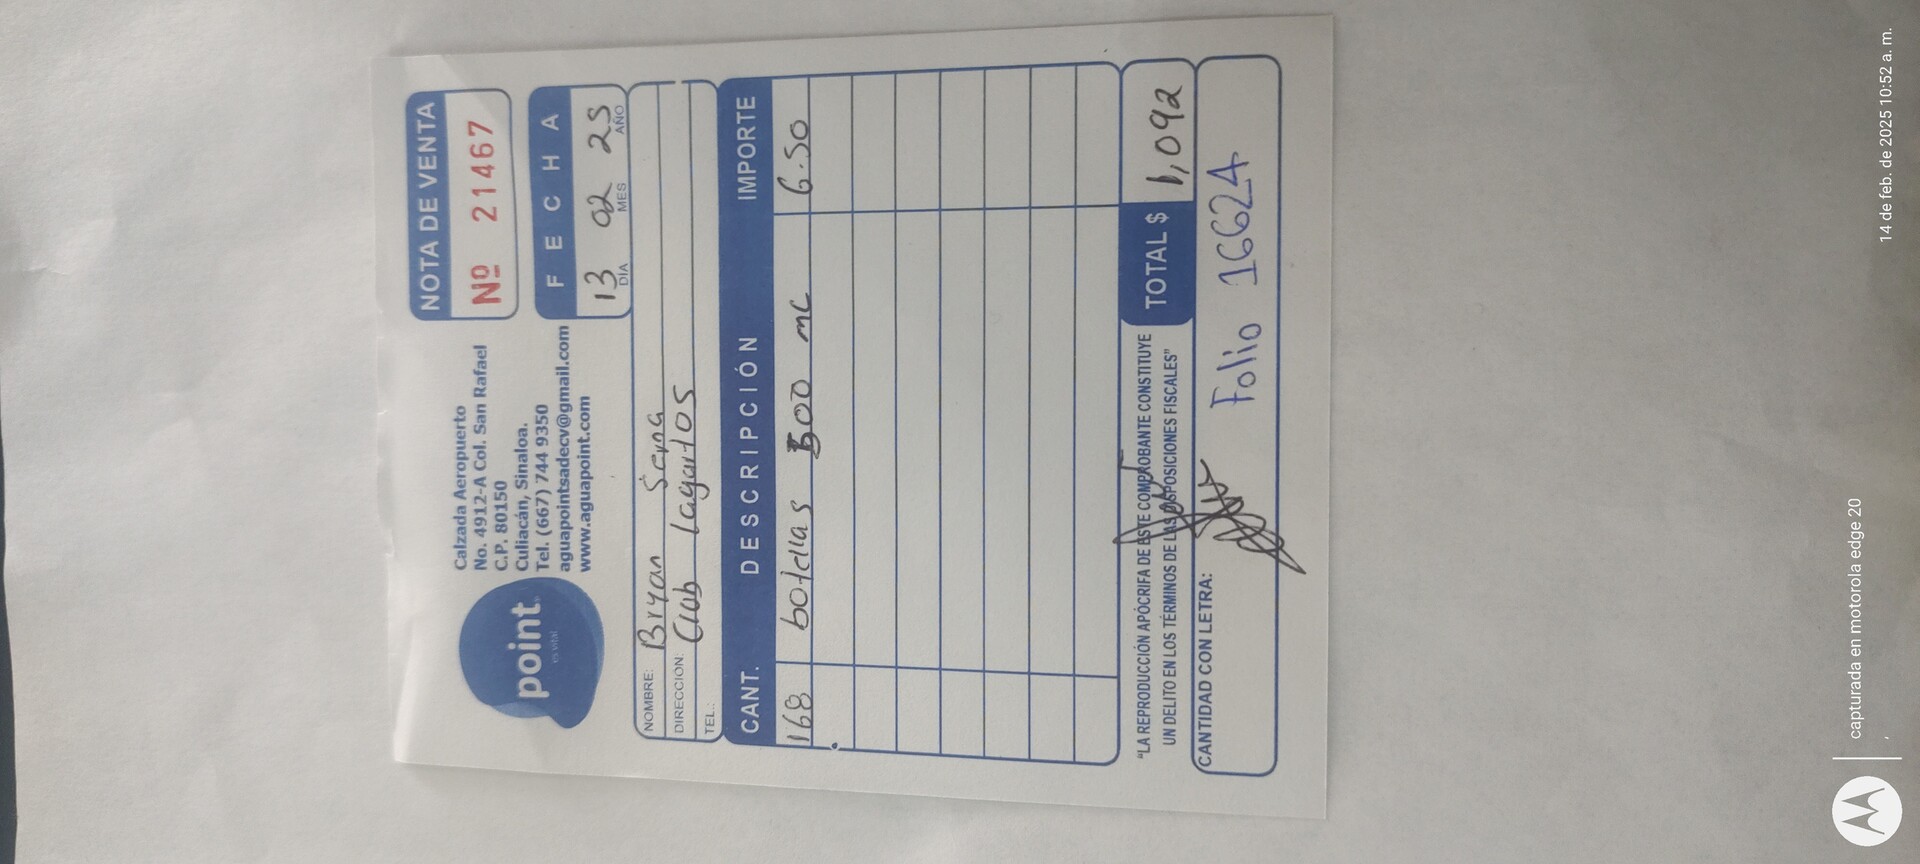 point
es vital
Calzada Aeropuerto
No. 4912-A Col. San Rafael
C.P. 80150
Culiacán, Sinaloa.
Tel. (667) 744 9350
aguapointsadecv@gmail.com
www.aguapoint.com
NOTA DE VENTA
Nº 21467
FECHA
13 02 25
DIA MES AÑO
NOMBRE: Bryan Serna
DIRECCION: Club Lagartos
TEL.:
CANT. DESCRIPCIÓN IMPORTE
168 botellas 500 mL 6.50
"LA REPRODUCCIÓN APÓCRIFA DE ESTE COMPROBANTE CONSTITUYE
UN DELITO EN LOS TÉRMINOS DE LAS DISPOSICIONES FISCALES"
TOTAL $ 1,092
CANTIDAD CON LETRA:
Folio 16624
capturada en motorola edge 20
14 de feb. de 2025 10:52 a. m.